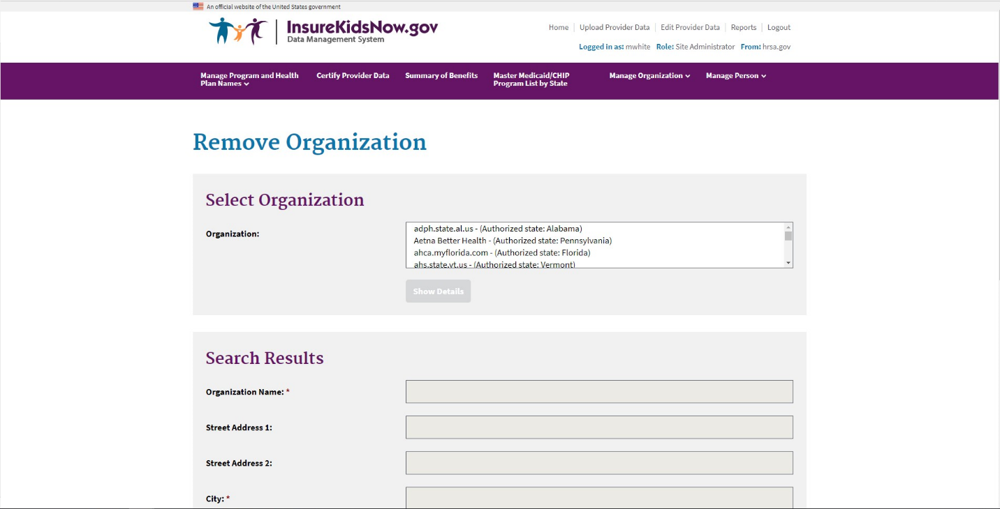 An official website of the United States government
InsureKidsNow.gov
Data Management System
Home Upload Provider Data Edit Provider Data Reports Logout
Logged in as: mwhite Role: Site Administrator From: hrsa.gov
Manage Program and Health
Plan Names
Certify Provider Data
Summary of Benefits
Master Medicaid/CHIP
Program List by State
Manage Organization
Manage Person
Remove Organization
Select Organization
Organization:
adph.state.al.us - (Authorized state: Alabama)
Aetna Better Health - (Authorized state: Pennsylvania)
ahca.myflorida.com - (Authorized state: Florida)
ahs.state.vt.us - (Authorized state: Vermont)
Show Details
Search Results
Organization Name: *
Street Address 1:
Street Address 2:
City: *